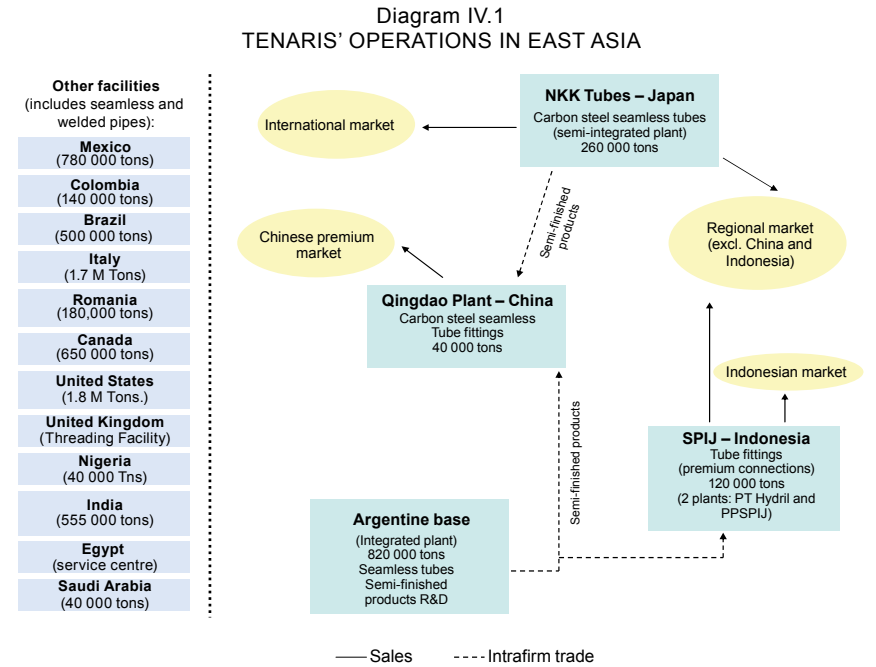 Diagram IV.1
TENARIS' OPERATIONS IN EAST ASIA
Other facilities
(includes seamless and
welded pipes):
Mexico
(780 000 tons)
Colombia
(140 000 tons)
Brazil
(500 000 tons)
Italy
(1.7 M Tons)
Romania
(180,000 tons)
Canada
(650 000 tons)
United States
(1.8 M Tons.)
United Kingdom
(Threading Facility)
Nigeria
(40 000 Tns)
India
(555 000 tons)
Egypt
(service centre)
Saudi Arabia
(40 000 tons)
International market
NKK Tubes – Japan
Carbon steel seamless tubes
(semi-integrated plant)
260 000 tons
Semi-finished
products
Chinese premium
market
Regional market
(excl. China and
Indonesia)
Qingdao Plant – China
Carbon steel seamless
Tube fittings
40 000 tons
Indonesian market
Semi-finished products
SPIJ – Indonesia
Tube fittings
(premium connections)
120 000 tons
(2 plants: PT Hydril and
PPSPIJ)
Argentine base
(Integrated plant)
820 000 tons
Seamless tubes
Semi-finished
products R&D
Sales
Intrafirm trade